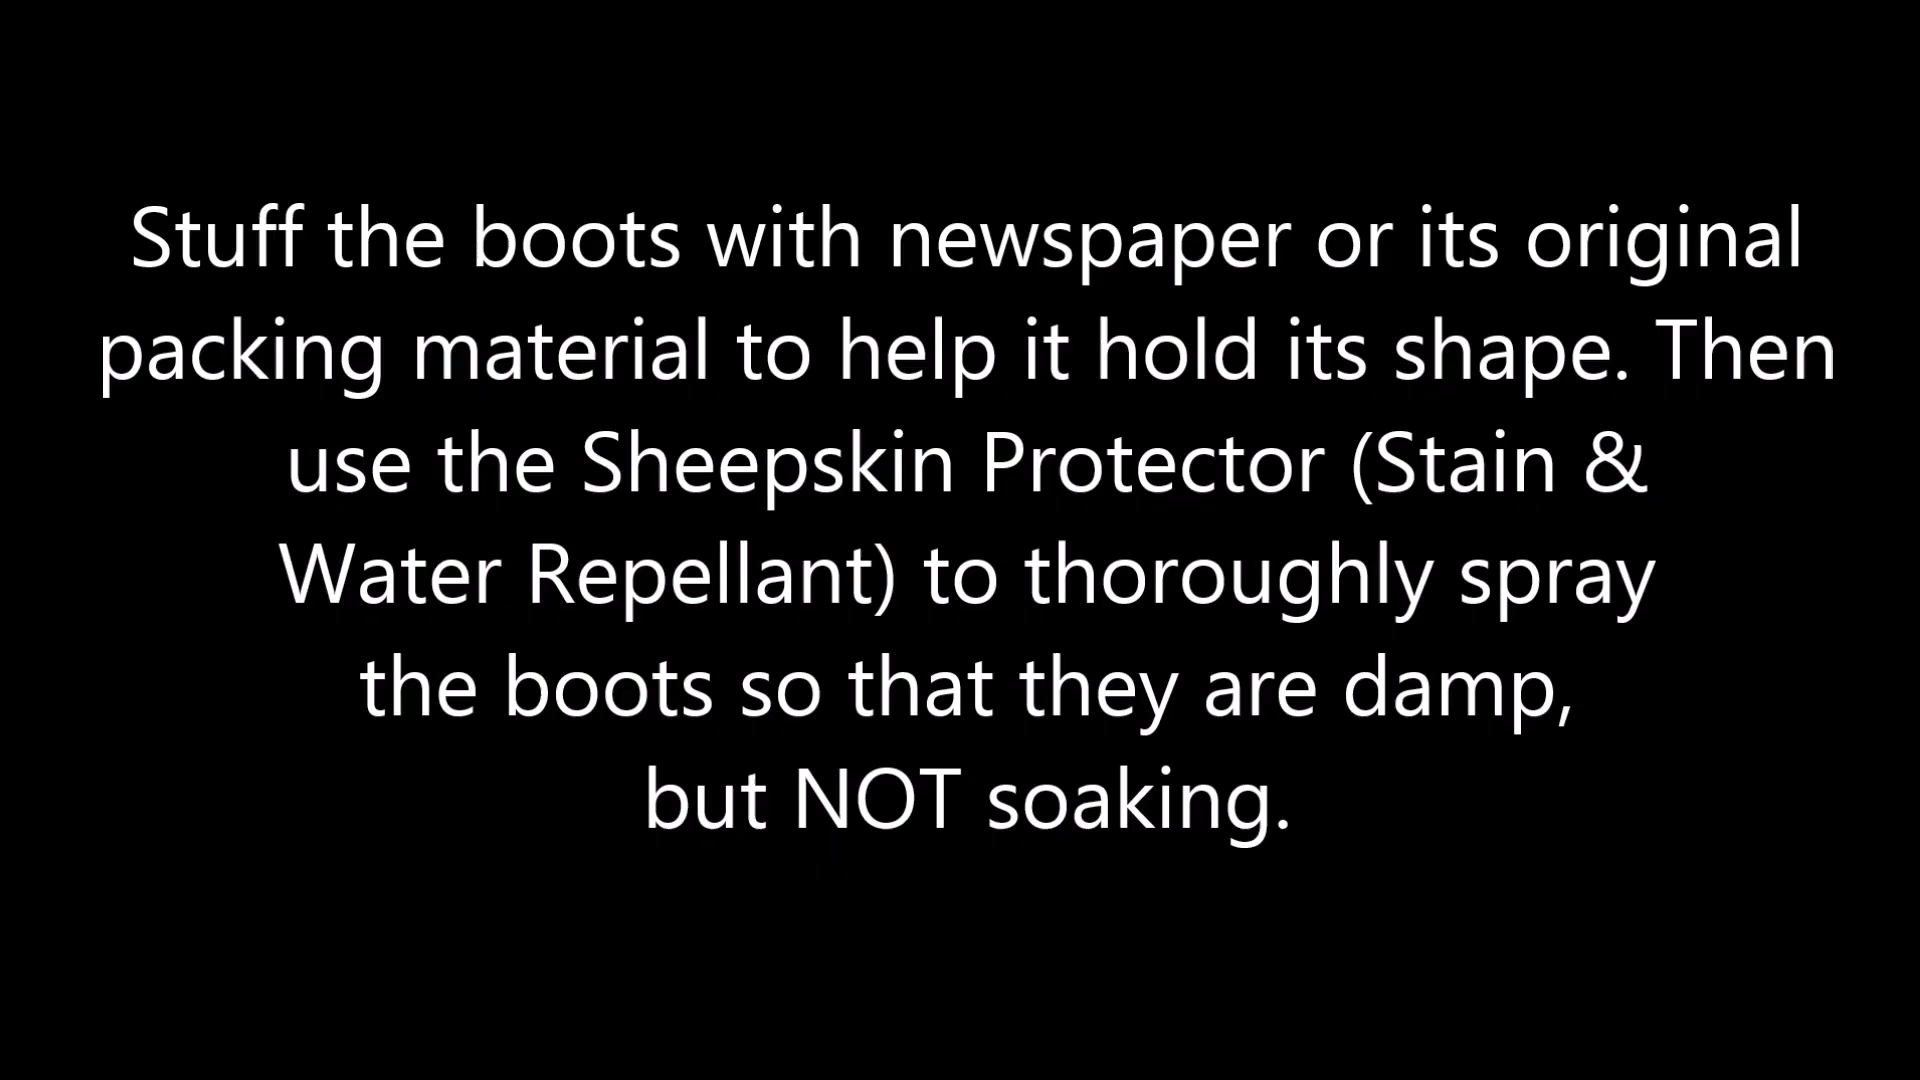 Stuff the boots with newspaper or its original
packing material to help it hold its shape. Then
use the Sheepskin Protector (Stain &
Water Repellant) to thoroughly spray
the boots so that they are damp,
but NOT soaking.